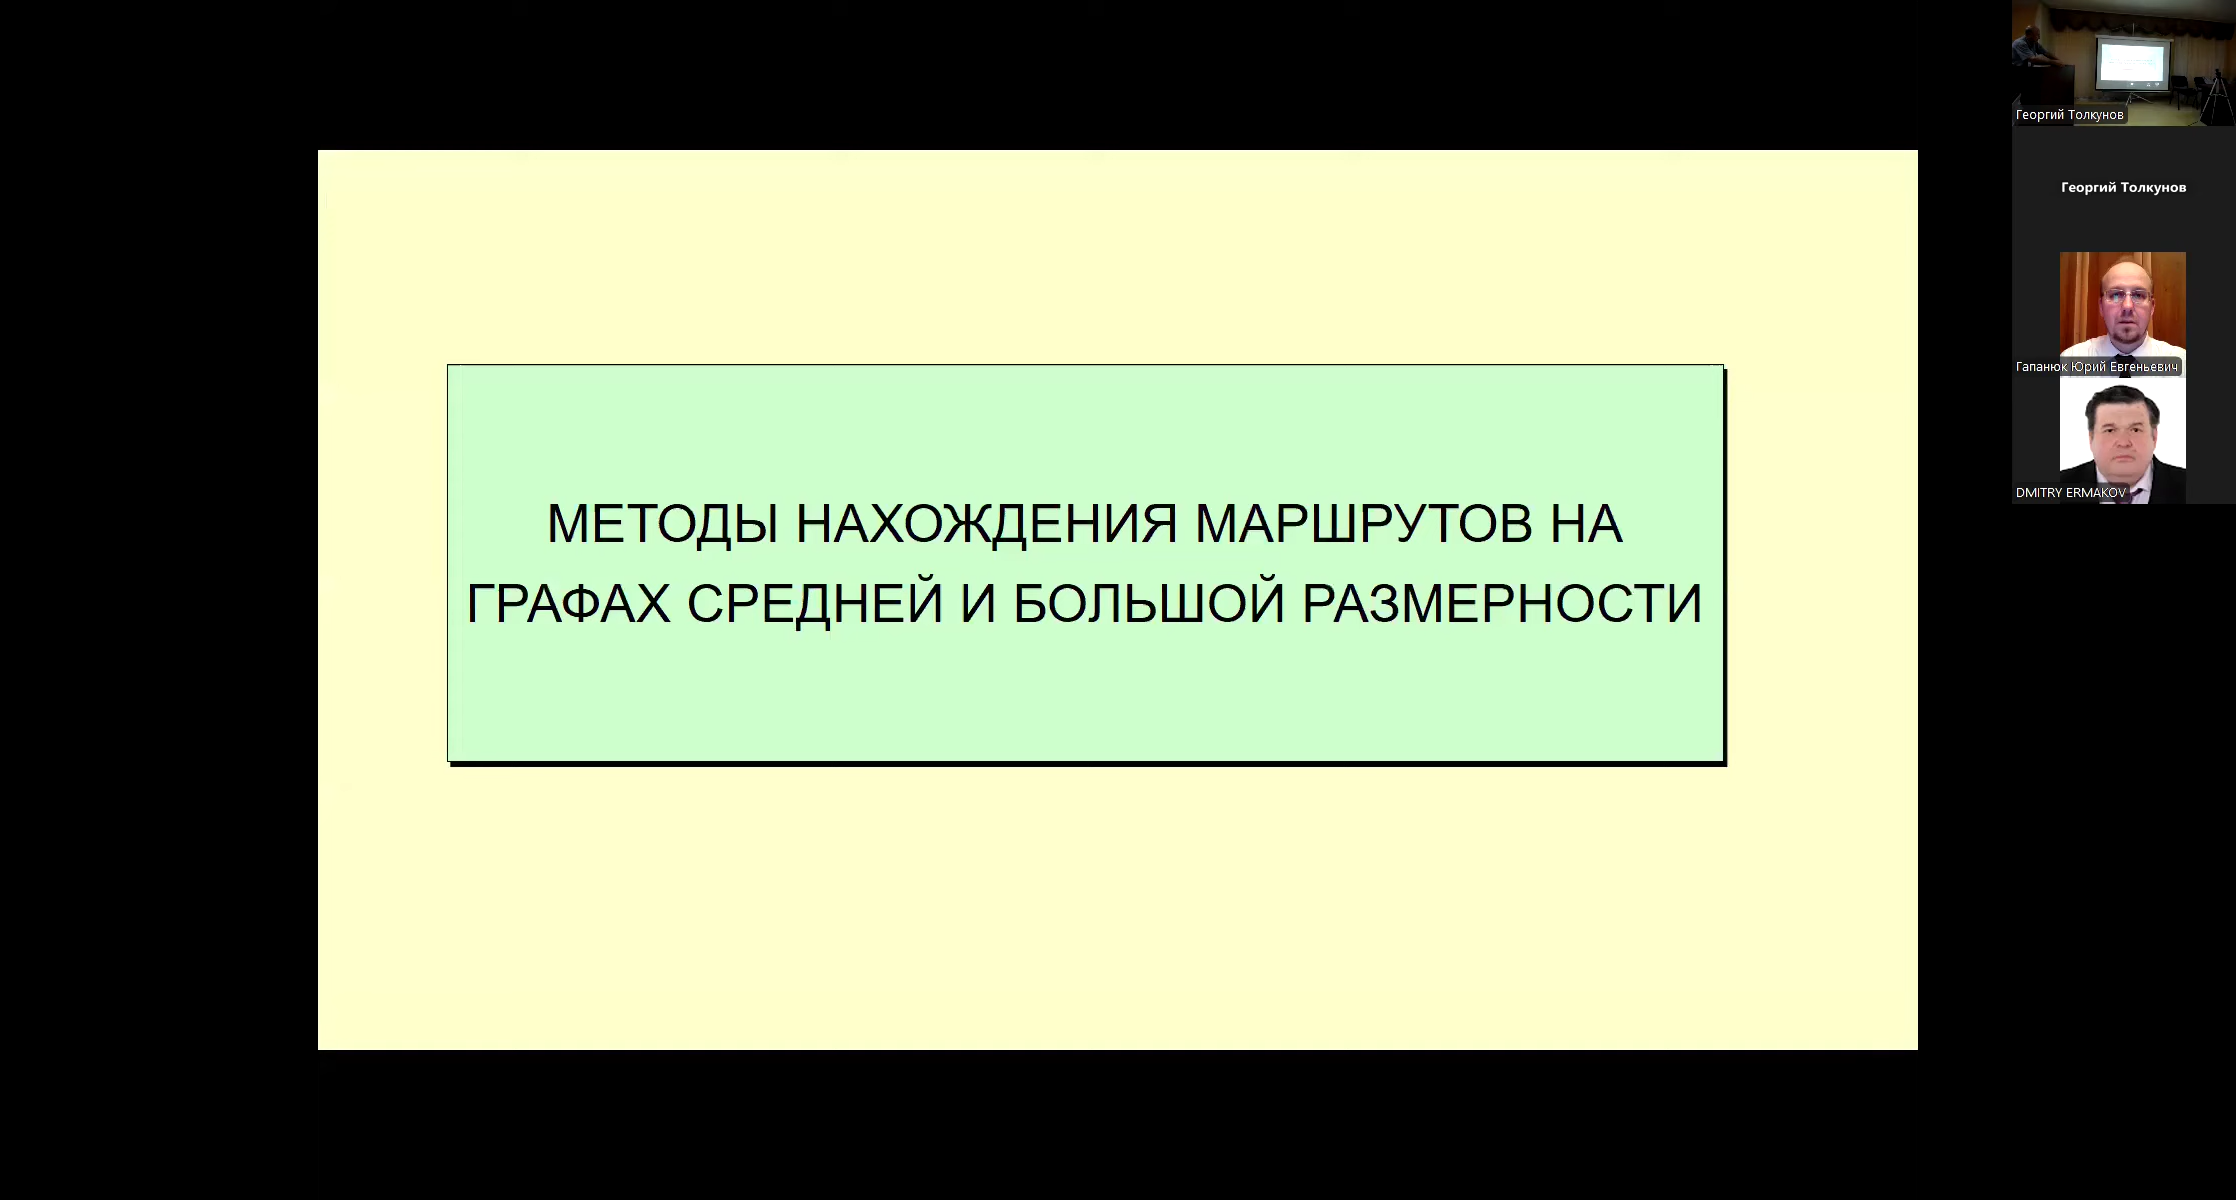 МЕТОДЫ НАХОЖДЕНИЯ МАРШРУТОВ НА
ГРАФАХ СРЕДНЕЙ И БОЛЬШОЙ РАЗМЕРНОСТИ
Георгий Толкунов
Георгий Толкунов
Гапанюк Юрий Евгеньевич
DMITRY ERMAKOV